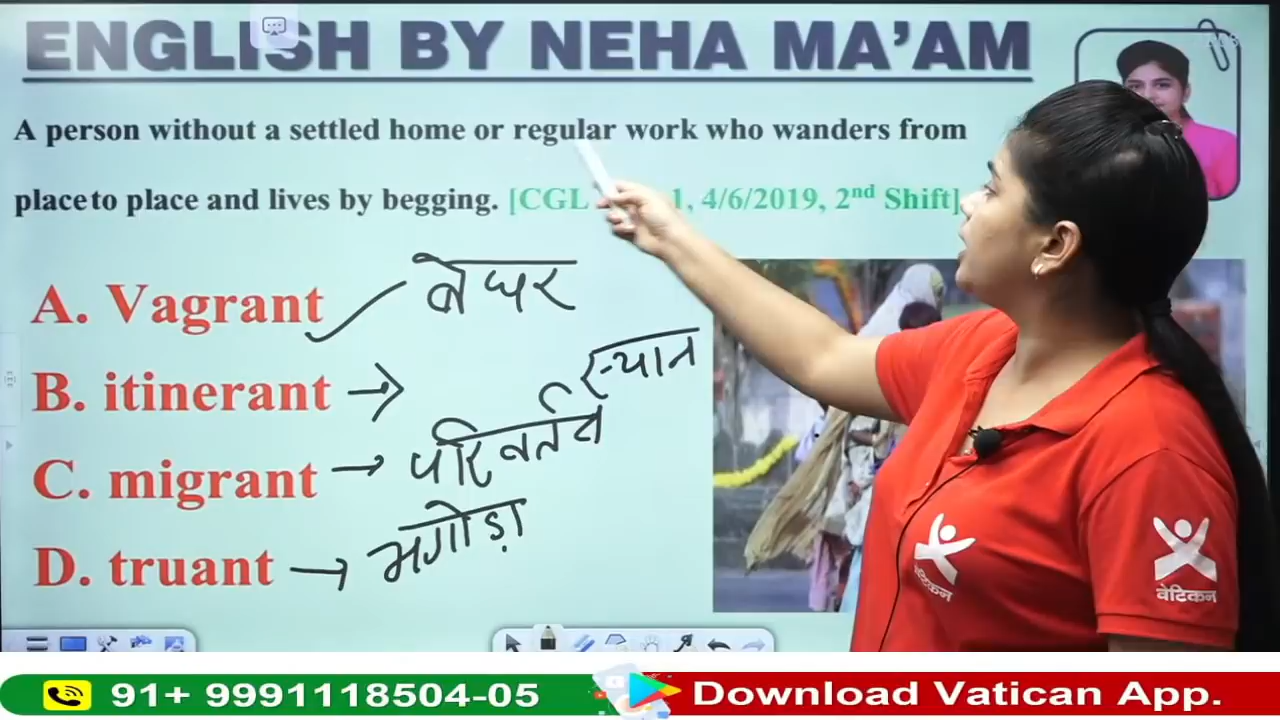 ENGLISH BY NEHA MA’AM
A person without a settled home or regular work who wanders from
place to place and lives by begging. [CGL 1, 4/6/2019, 2nd Shift]
A. Vagrant बेघर
B. itinerant →
स्थान
C. migrant → परिवर्तन
D. truant → भगोड़ा
वेटिकन
वेटिकन
91+ 9991118504-05
Download Vatican App.